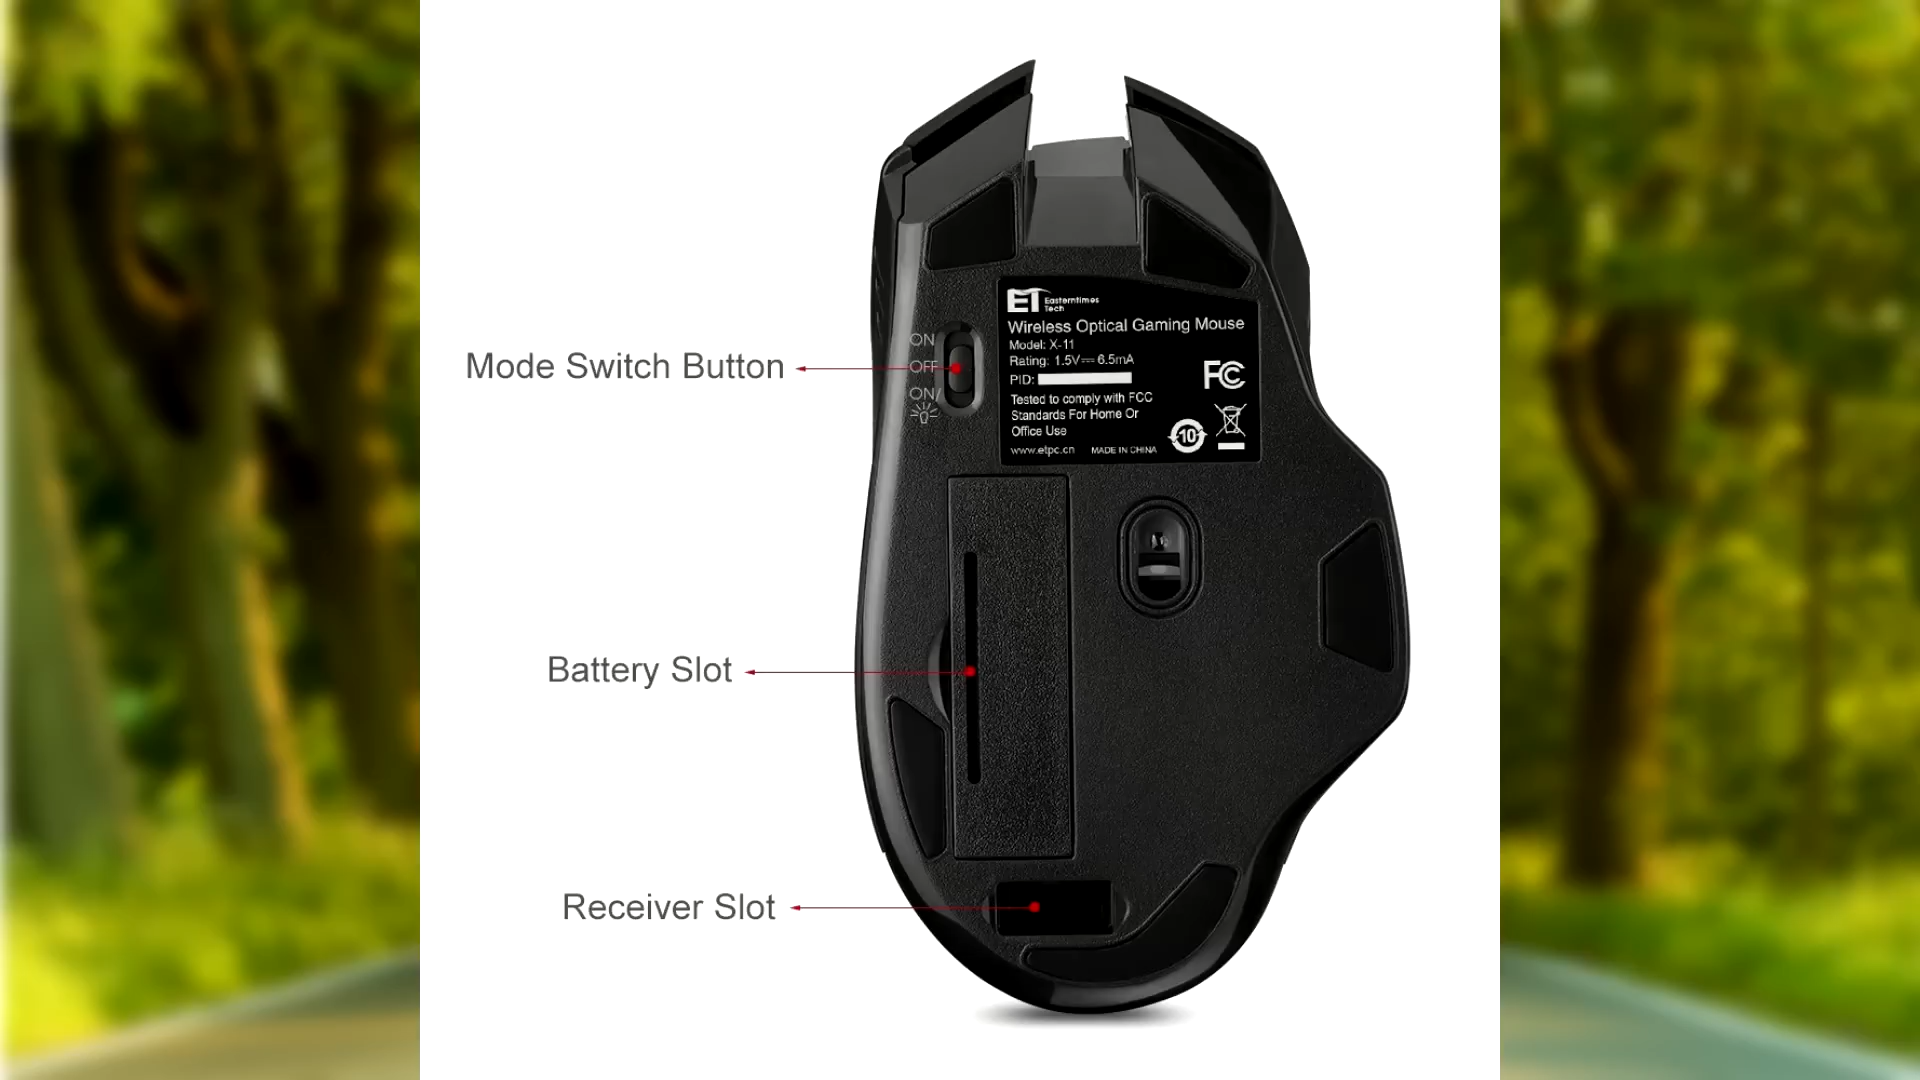 ET Easterntimes
Tech
Wireless Optical Gaming Mouse
Model: X-11
Rating: 1.5V⎓6.5mA
PID:
FC
Tested to comply with FCC
Standards For Home Or
Office Use
10
www.etpc.cn MADE IN CHINA
ON
OFF
ON/
Mode Switch Button
Battery Slot
Receiver Slot